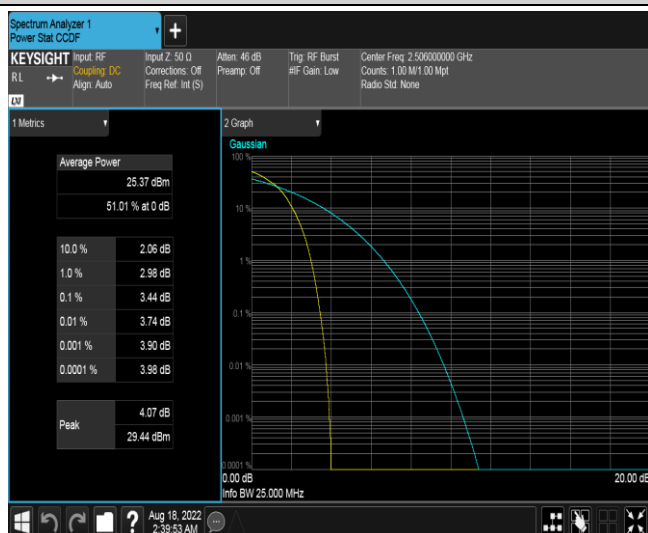 Spectrum Analyzer 1
Power Stat CCDF
+
KEYSIGHT
R L
LXI
Input: RF
Coupling: DC
Align: Auto
Input Z: 50 Ω
Corrections: Off
Freq Ref: Int (S)
Atten: 46 dB
Preamp: Off
Trig: RF Burst
#IF Gain: Low
Center Freq: 2.506000000 GHz
Counts: 1.00 M/1.00 Mpt
Radio Std: None
1 Metrics
Average Power
25.37 dBm
51.01 % at 0 dB
10.0 % 2.06 dB
1.0 % 2.98 dB
0.1 % 3.44 dB
0.01 % 3.74 dB
0.001 % 3.90 dB
0.0001 % 3.98 dB
Peak
4.07 dB
29.44 dBm
2 Graph
Gaussian
100 %
10 %
1 %
0.1 %
0.01 %
0.001 %
0.0001 %
0.00 dB
20.00 dB
Info BW 25.000 MHz
?
Aug 18, 2022
2:39:53 AM